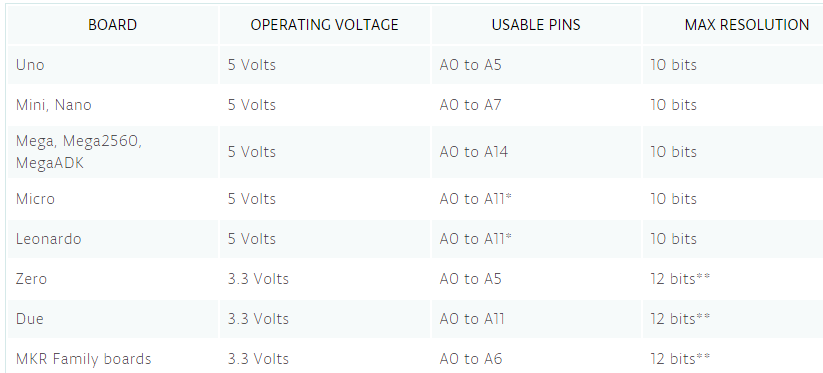 BOARD OPERATING VOLTAGE USABLE PINS MAX RESOLUTION
Uno 5 Volts A0 to A5 10 bits
Mini, Nano 5 Volts A0 to A7 10 bits
Mega, Mega2560,
MegaADK 5 Volts A0 to A14 10 bits
Micro 5 Volts A0 to A11* 10 bits
Leonardo 5 Volts A0 to A11* 10 bits
Zero 3.3 Volts A0 to A5 12 bits**
Due 3.3 Volts A0 to A11 12 bits**
MKR Family boards 3.3 Volts A0 to A6 12 bits**